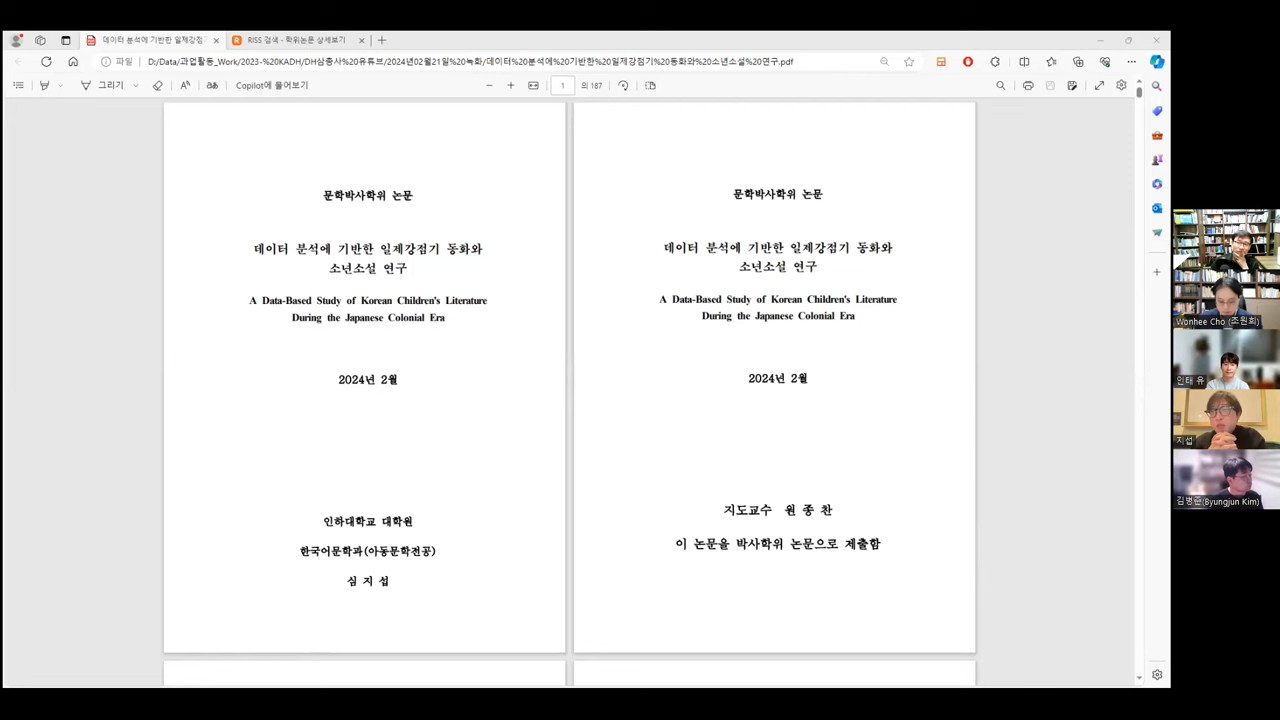 데이터 분석에 기반한 일제강점기
RISS 검색 - 학위논문 상세보기
파일
D:/Data/과업활동_Work/2023-%20KADH/DH상종사%20유튜브/2024년02월21일%20녹화/데이터%20분석에%20기반한%20일제강점기%20동화와%20소년소설%20연구.pdf
그리기
Copilot에 물어보기
1
의 187
문학박사학위 논문
데이터 분석에 기반한 일제강점기 동화와
소년소설 연구
A Data-Based Study of Korean Children's Literature
During the Japanese Colonial Era
2024년 2월
인하대학교 대학원
한국어문학과(아동문학전공)
심 지 섭
문학박사학위 논문
데이터 분석에 기반한 일제강점기 동화와
소년소설 연구
A Data-Based Study of Korean Children's Literature
During the Japanese Colonial Era
2024년 2월
지도교수 원 종 찬
이 논문을 박사학위 논문으로 제출함
Wonhee Cho (조원희)
인태 유
지섭
김병준(Byungjun Kim)